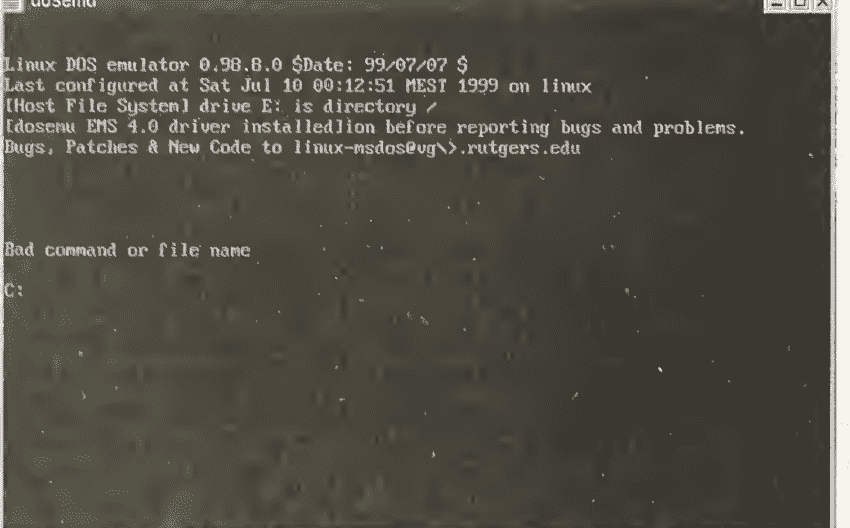 dosemu
Linux DOS emulator 0.98.8.0 $Date: 99/07/07 $
Last configured at Sat Jul 10 00:12:51 MEST 1999 on linux
[Host File System] drive E: is directory /
[dosemu EMS 4.0 driver installed]ion before reporting bugs and problems.
Bugs, Patches & New Code to linux-msdos@vg\>.rutgers.edu
Bad command or file name
C: